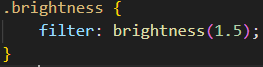 .brightness {
    filter: brightness(1.5);
}